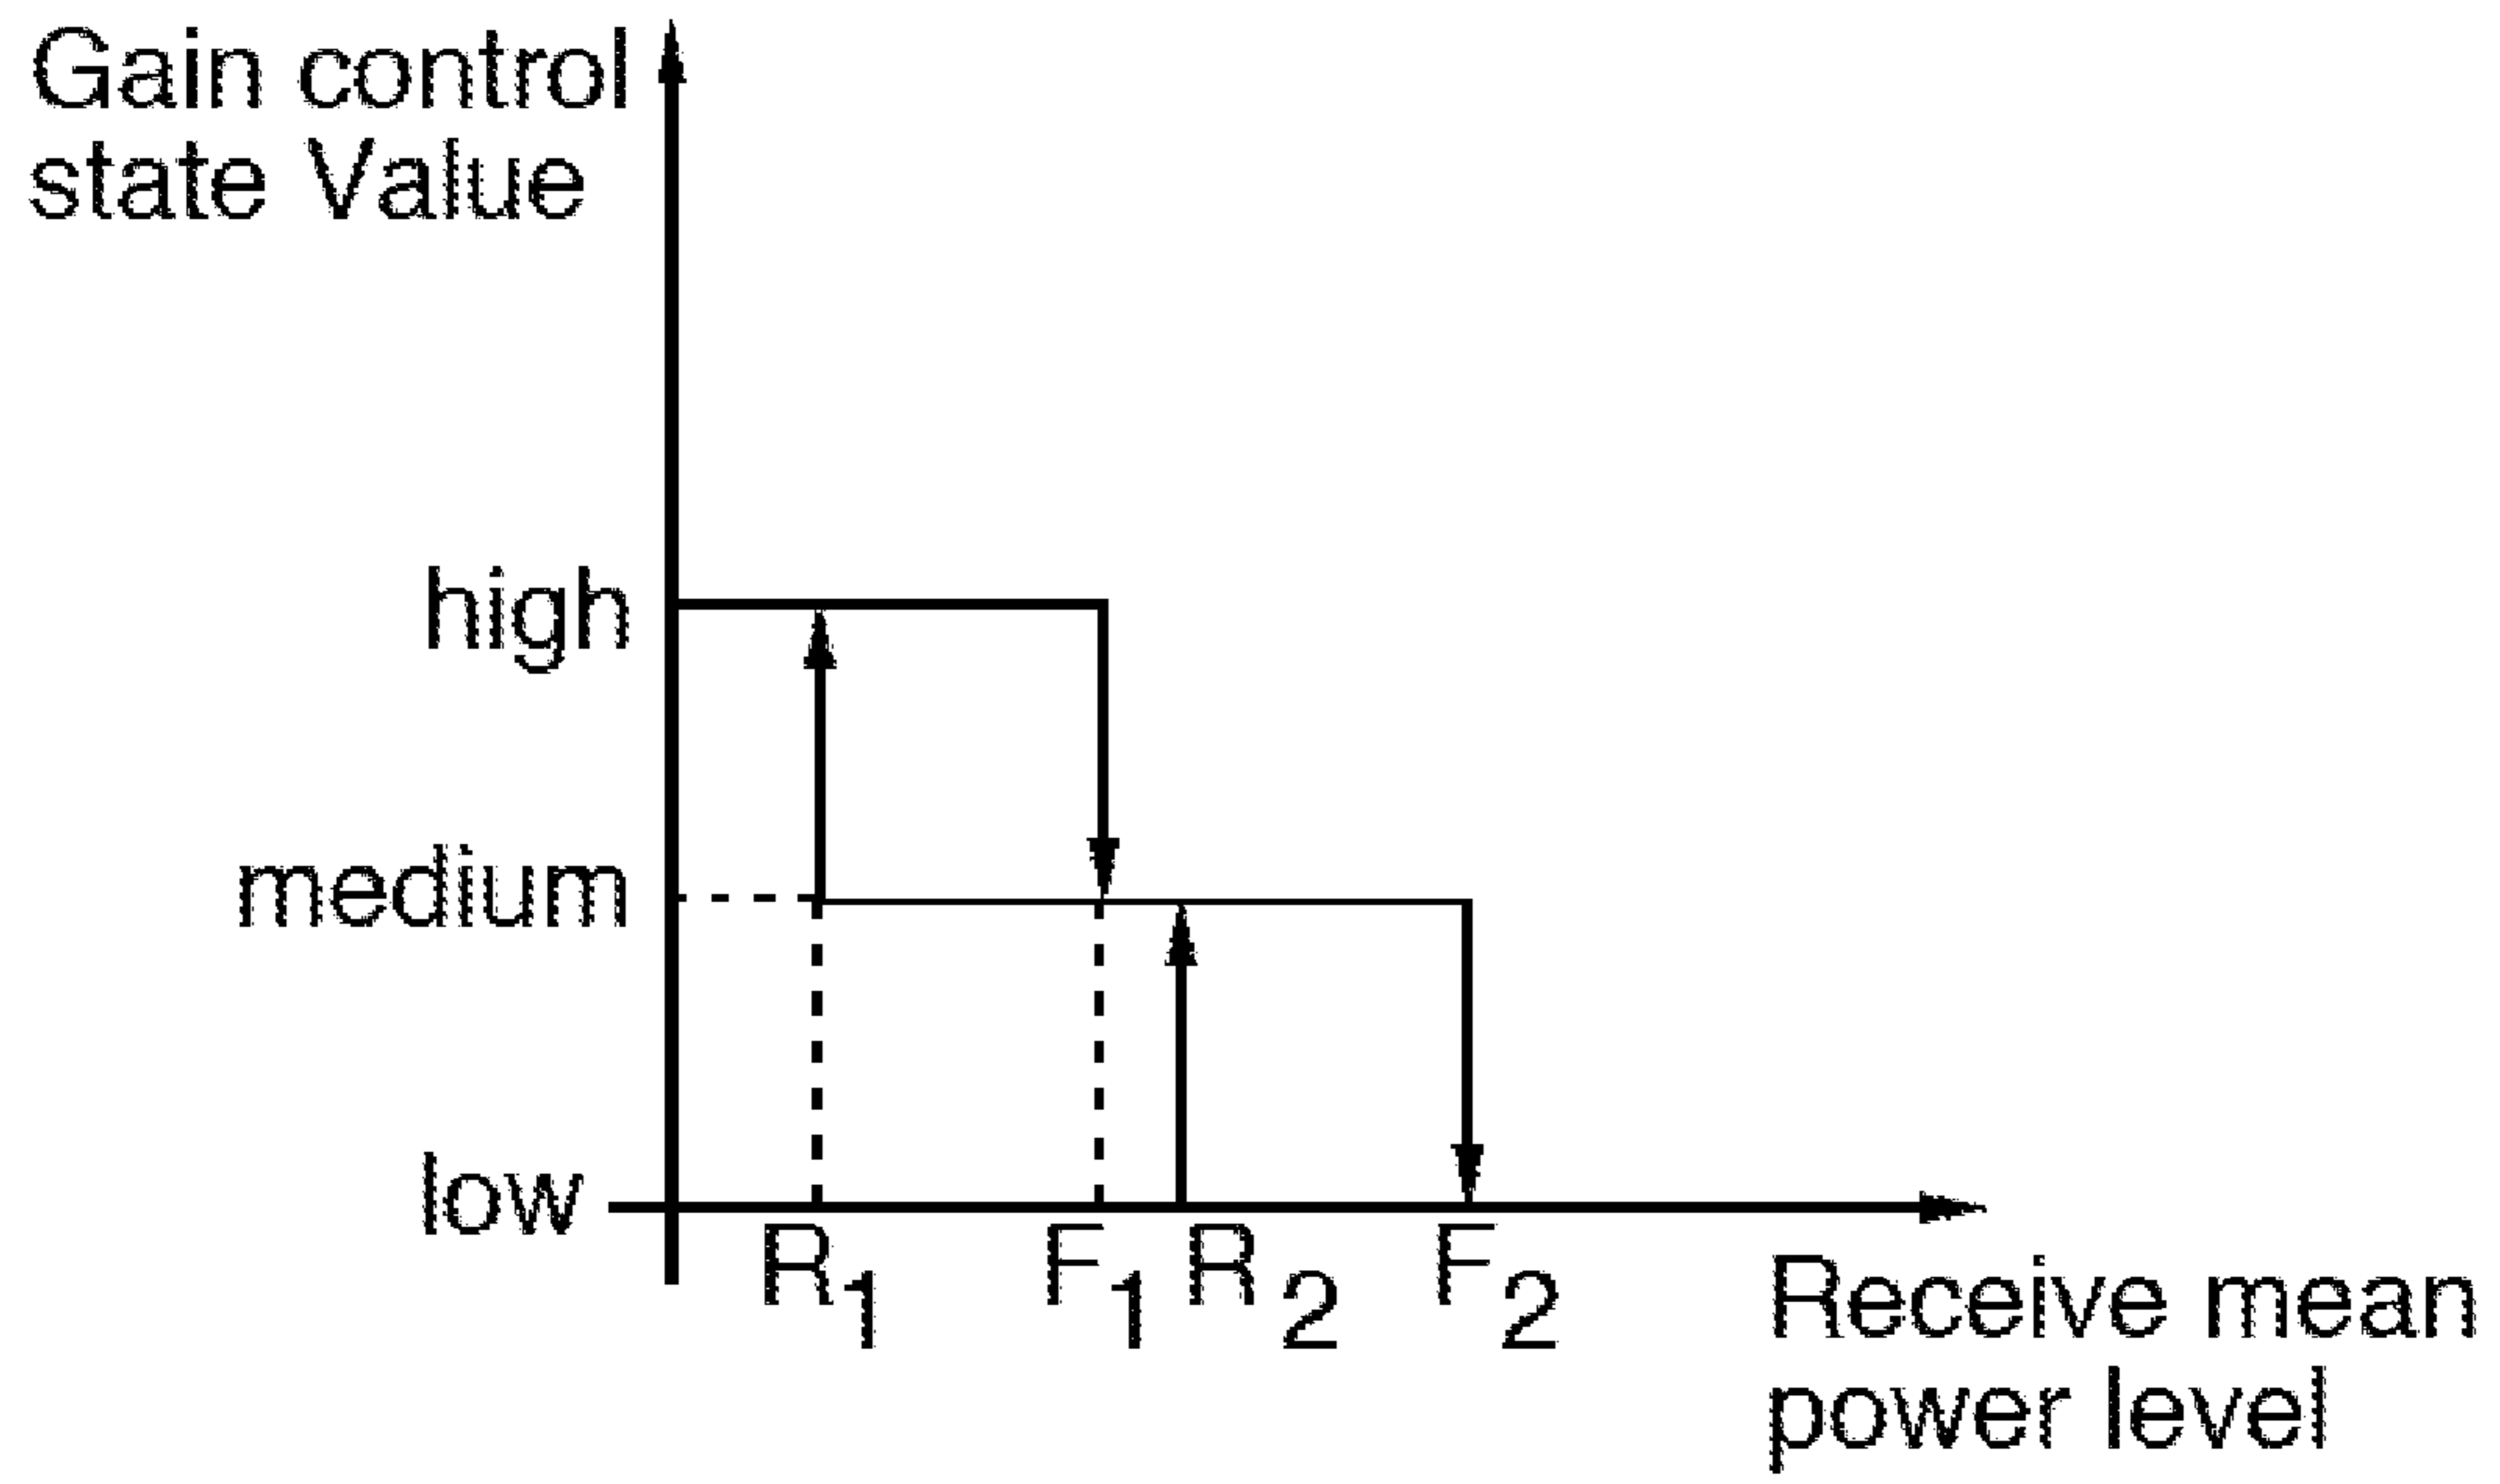 Gain control
state Value
high
medium
low
R1 F1 R2 F2
Receive mean
power level